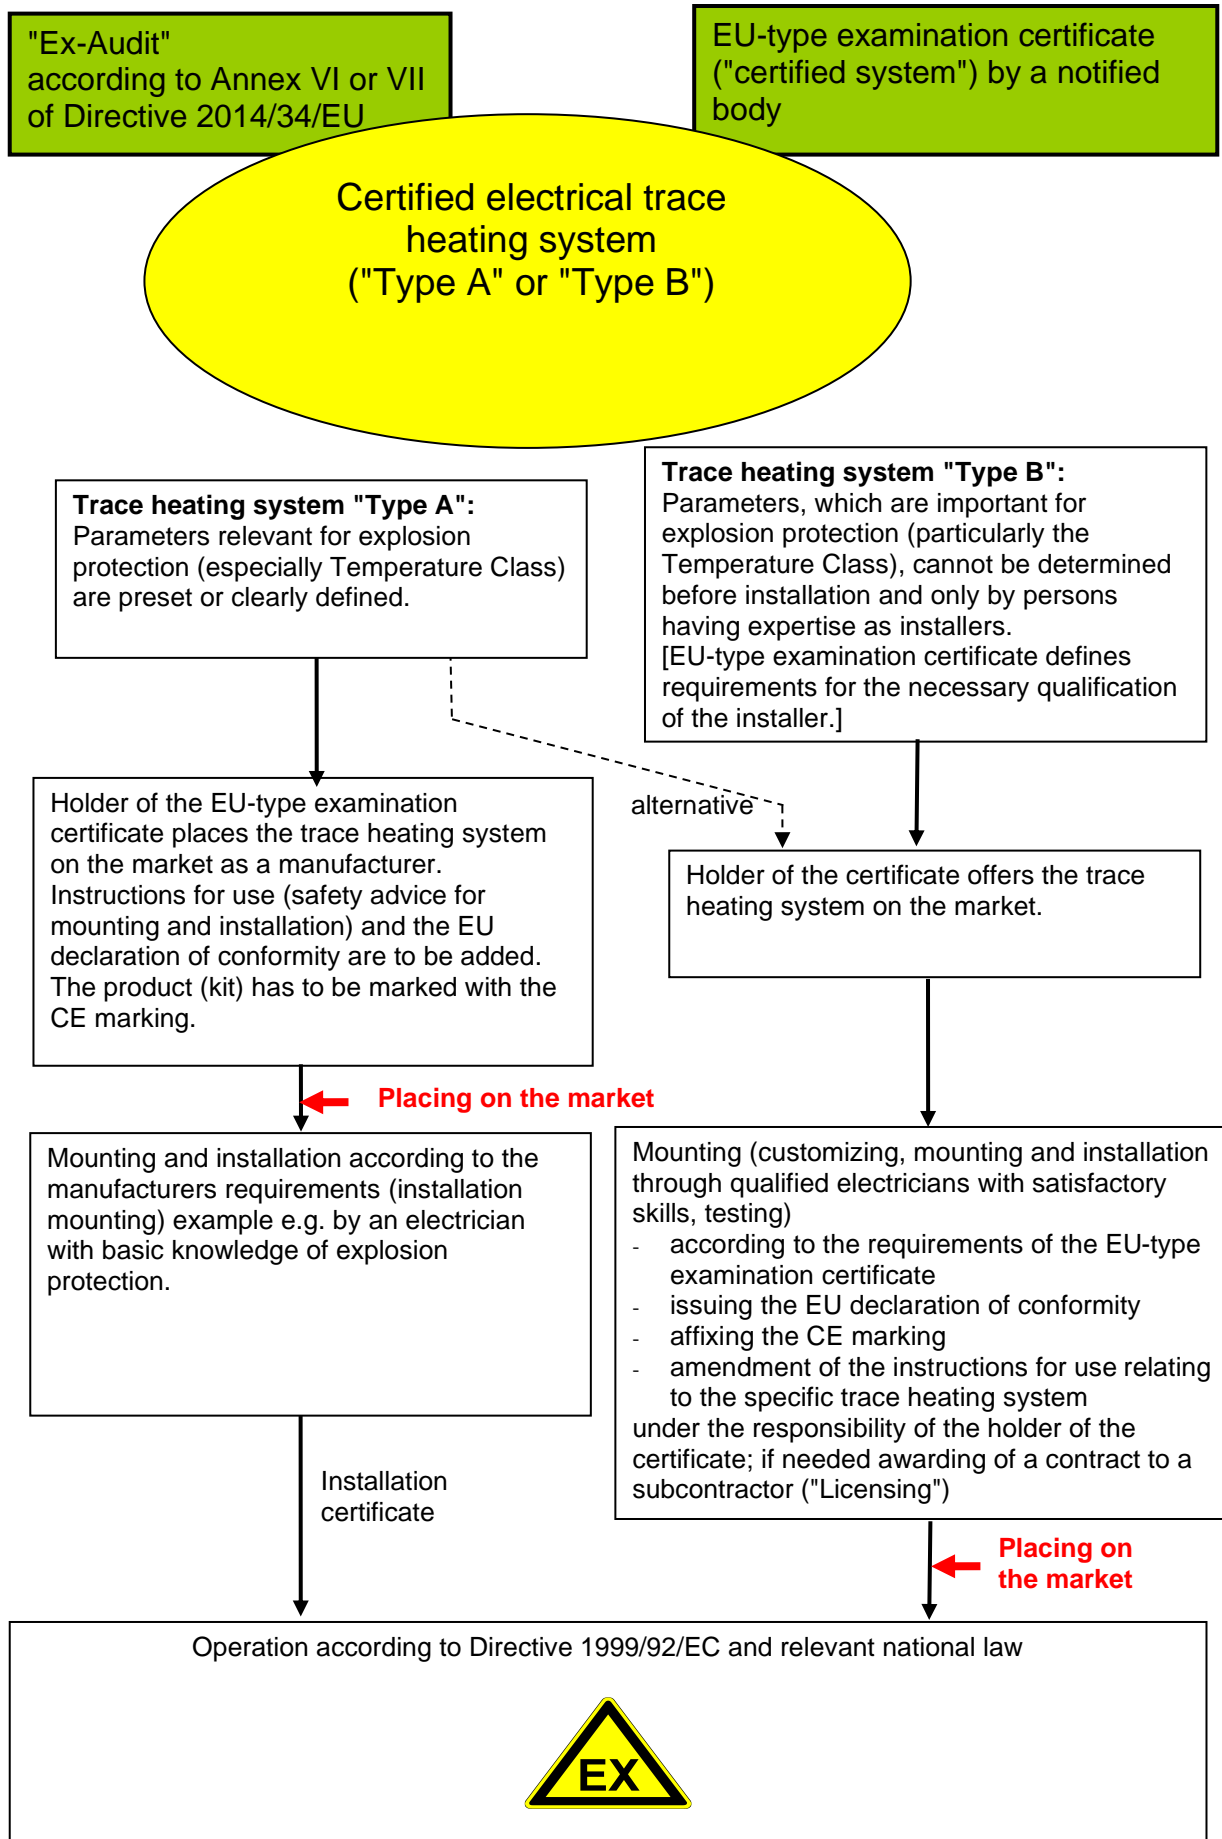 "Ex-Audit"
according to Annex VI or VII
of Directive 2014/34/EU
EU-type examination certificate
("certified system") by a notified
body
Certified electrical trace
heating system
("Type A" or "Type B")
Trace heating system "Type A":
Parameters relevant for explosion
protection (especially Temperature Class)
are preset or clearly defined.
Trace heating system "Type B":
Parameters, which are important for
explosion protection (particularly the
Temperature Class), cannot be determined
before installation and only by persons
having expertise as installers.
[EU-type examination certificate defines
requirements for the necessary qualification
of the installer.]
alternative
Holder of the EU-type examination
certificate places the trace heating system
on the market as a manufacturer.
Instructions for use (safety advice for
mounting and installation) and the EU
declaration of conformity are to be added.
The product (kit) has to be marked with the
CE marking.
Holder of the certificate offers the trace
heating system on the market.
Placing on the market
Mounting and installation according to the
manufacturers requirements (installation
mounting) example e.g. by an electrician
with basic knowledge of explosion
protection.
Mounting (customizing, mounting and installation
through qualified electricians with satisfactory
skills, testing)
- according to the requirements of the EU-type
examination certificate
- issuing the EU declaration of conformity
- affixing the CE marking
- amendment of the instructions for use relating
to the specific trace heating system
under the responsibility of the holder of the
certificate; if needed awarding of a contract to a
subcontractor ("Licensing")
Installation
certificate
Placing on
the market
Operation according to Directive 1999/92/EC and relevant national law
EX